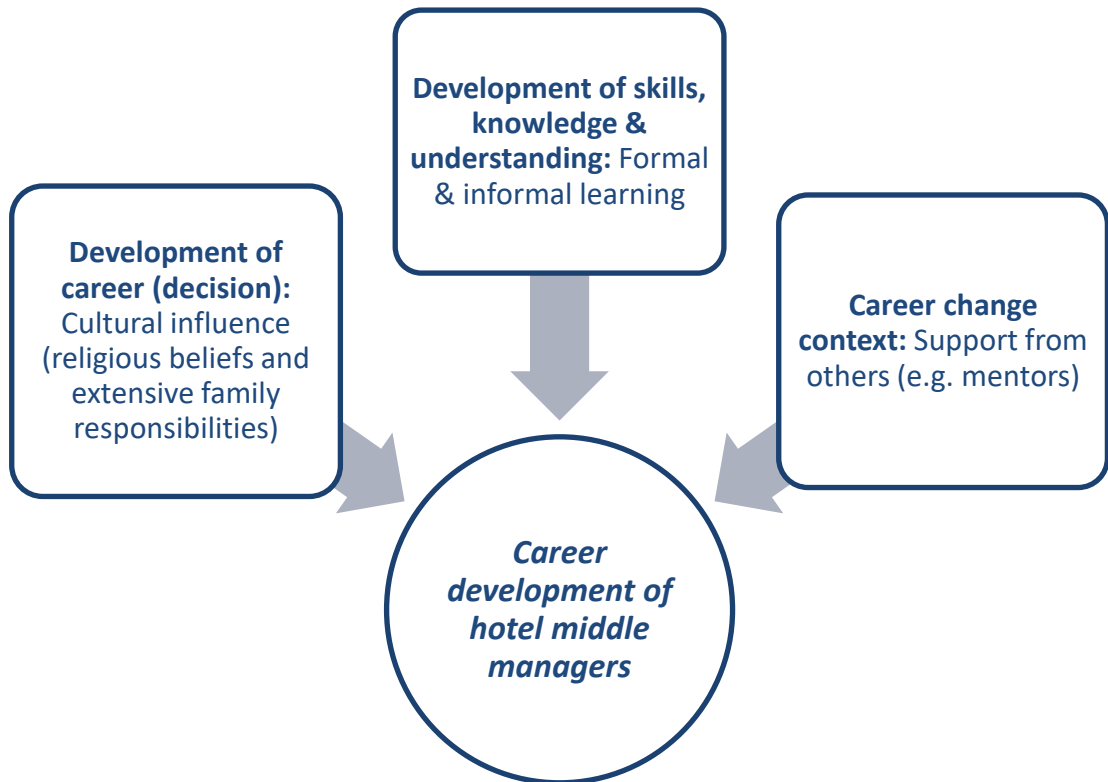 Development of skills,
knowledge &
understanding: Formal
& informal learning
Development of
career (decision):
Cultural influence
(religious beliefs and
extensive family
responsibilities)
Career change
context: Support from
others (e.g. mentors)
Career
development of
hotel middle
managers